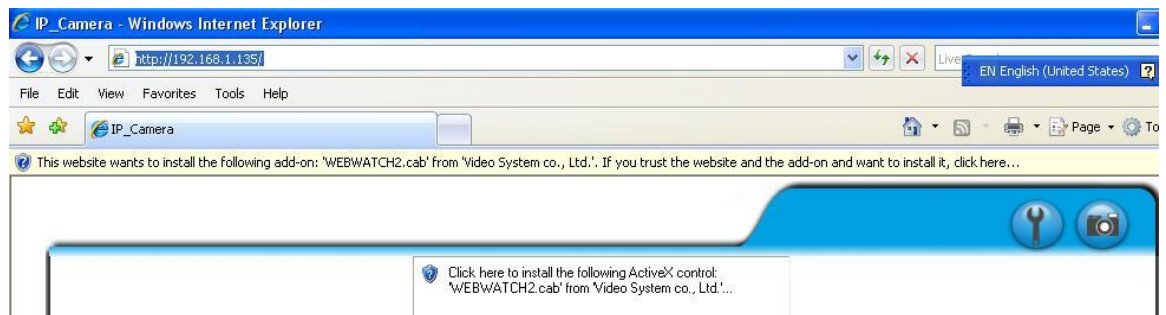 IP_Camera - Windows Internet Explorer
http://192.168.1.135/
EN English (United States)
File Edit View Favorites Tools Help
IP_Camera
Page
This website wants to install the following add-on: 'WEBWATCH2.cab' from 'Video System co., Ltd.'. If you trust the website and the add-on and want to install it, click here...
Click here to install the following ActiveX control:
'WEBWATCH2.cab' from 'Video System co., Ltd.'...